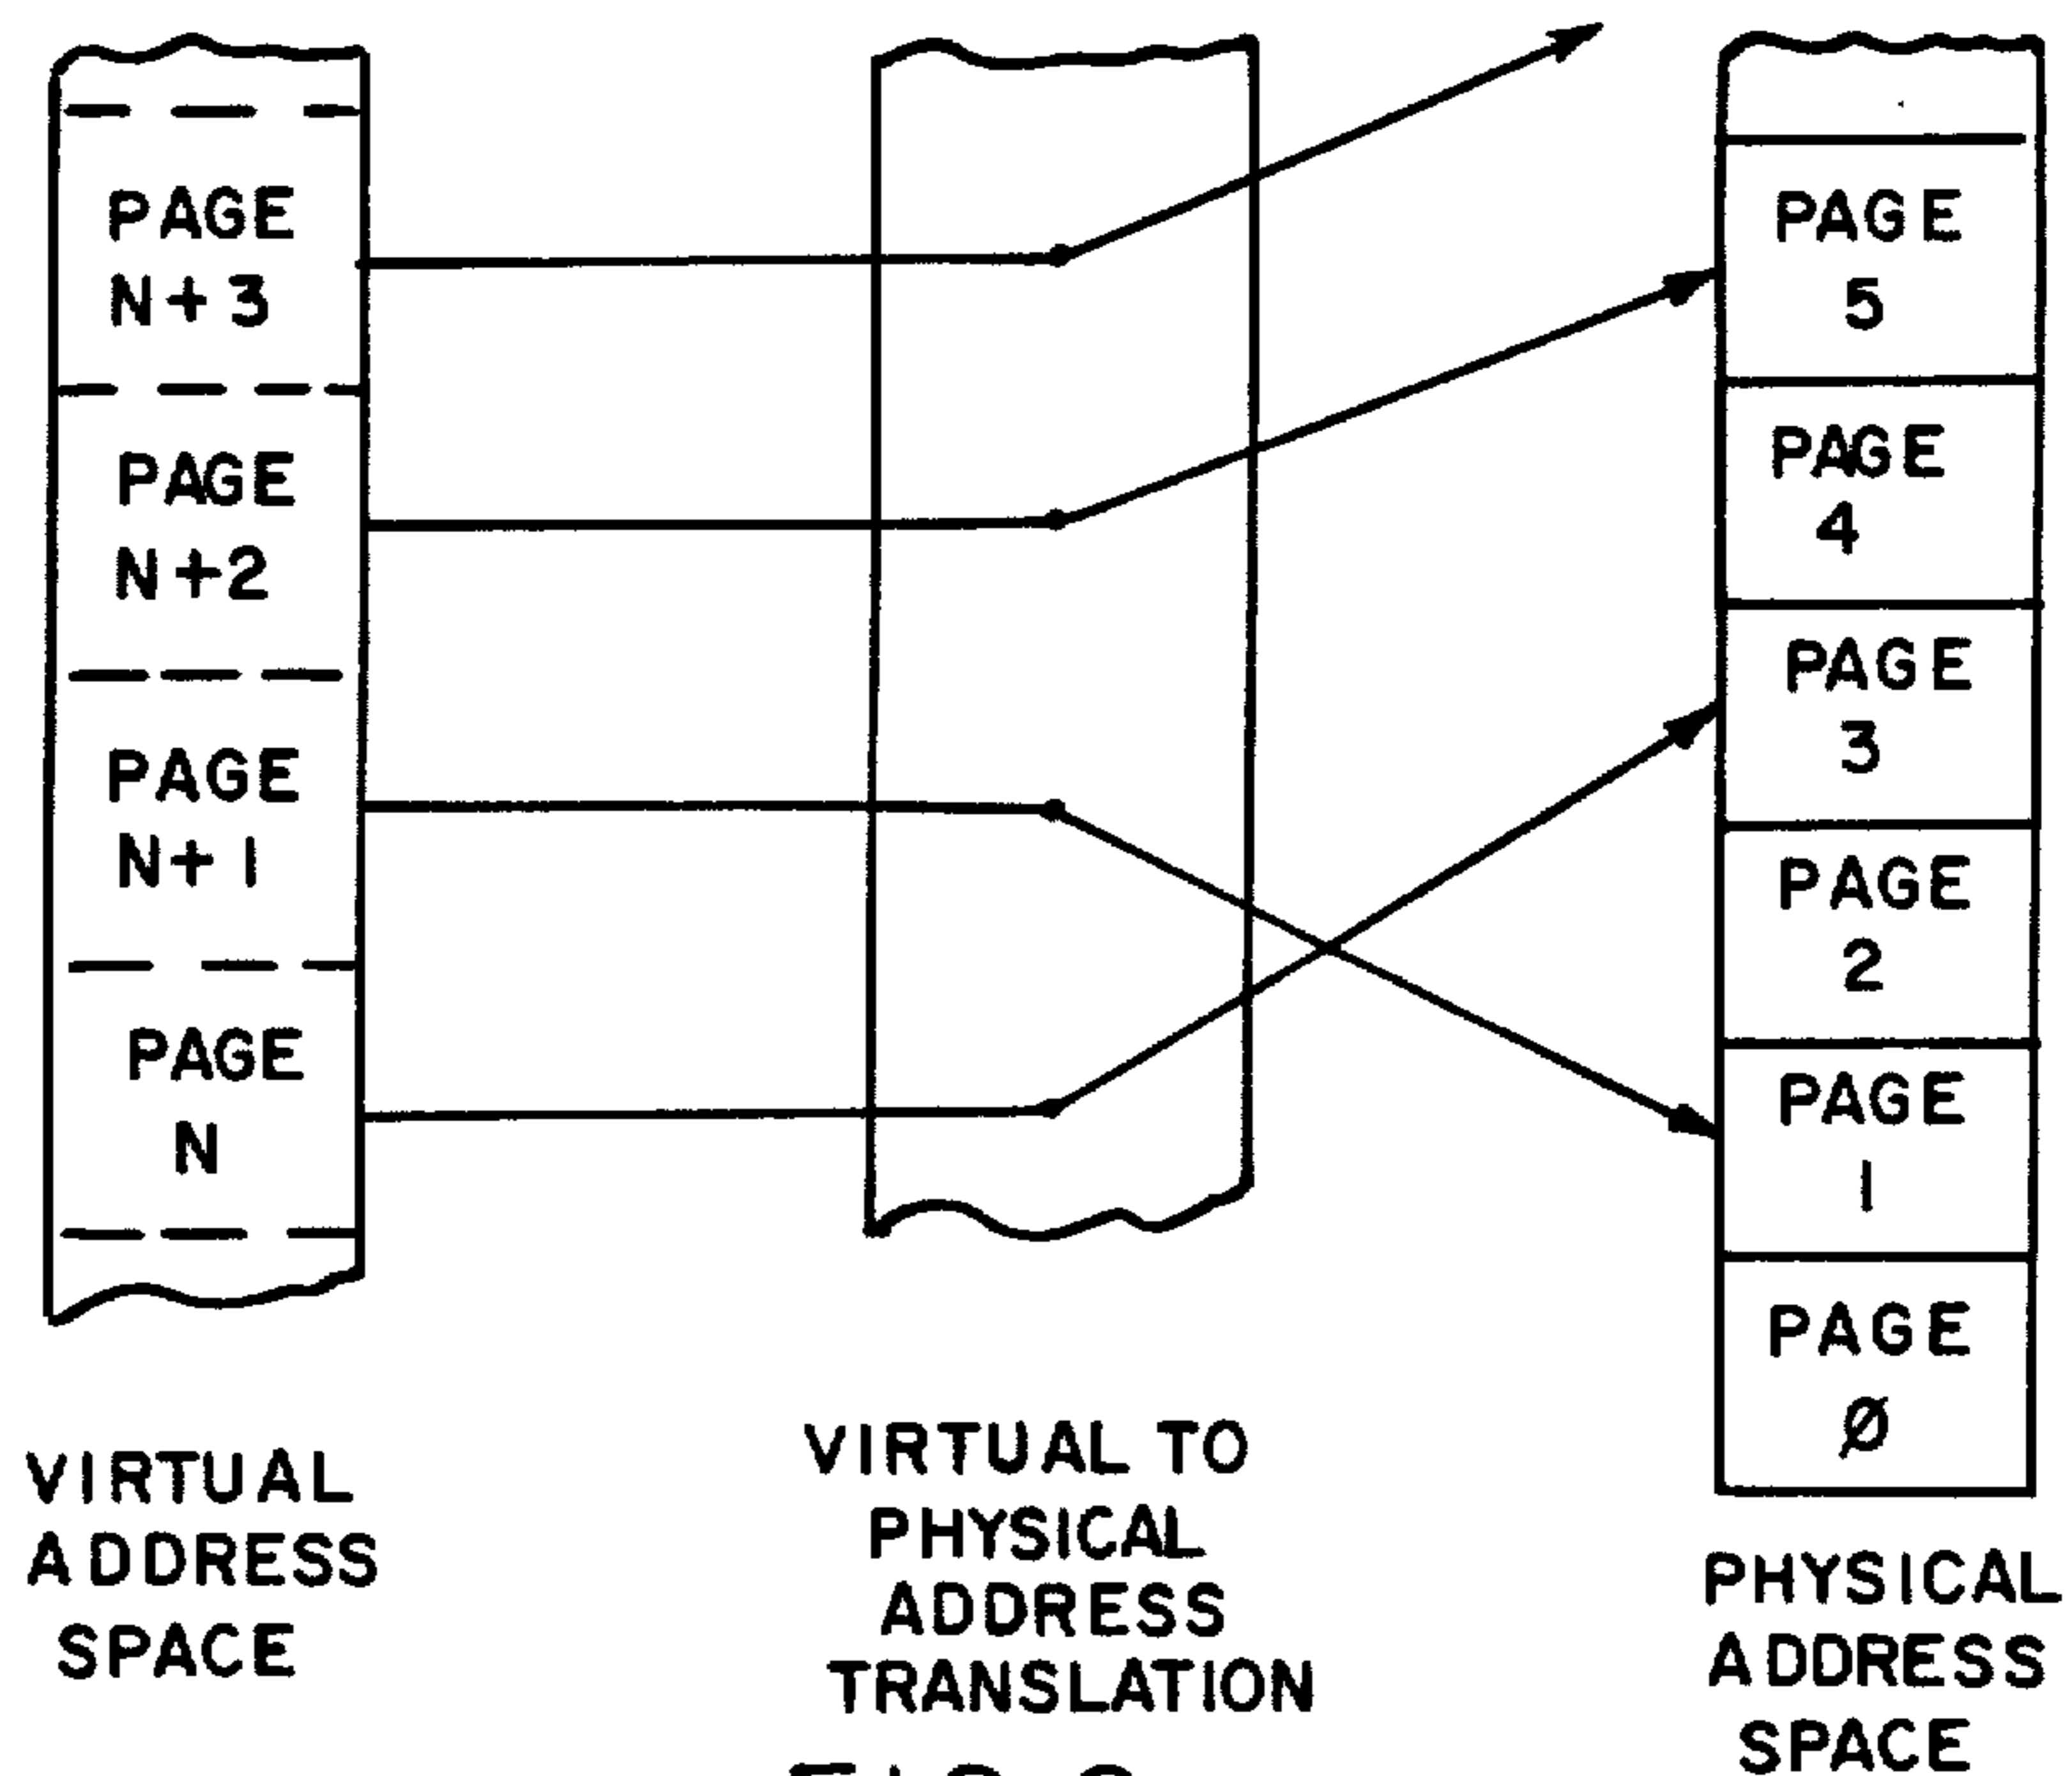 PAGE
N+3
PAGE
N+2
PAGE
N+1
PAGE
N
VIRTUAL
ADDRESS
SPACE
VIRTUAL TO
PHYSICAL
ADDRESS
TRANSLATION
PAGE
5
PAGE
4
PAGE
3
PAGE
2
PAGE
1
PAGE
Ø
PHYSICAL
ADDRESS
SPACE